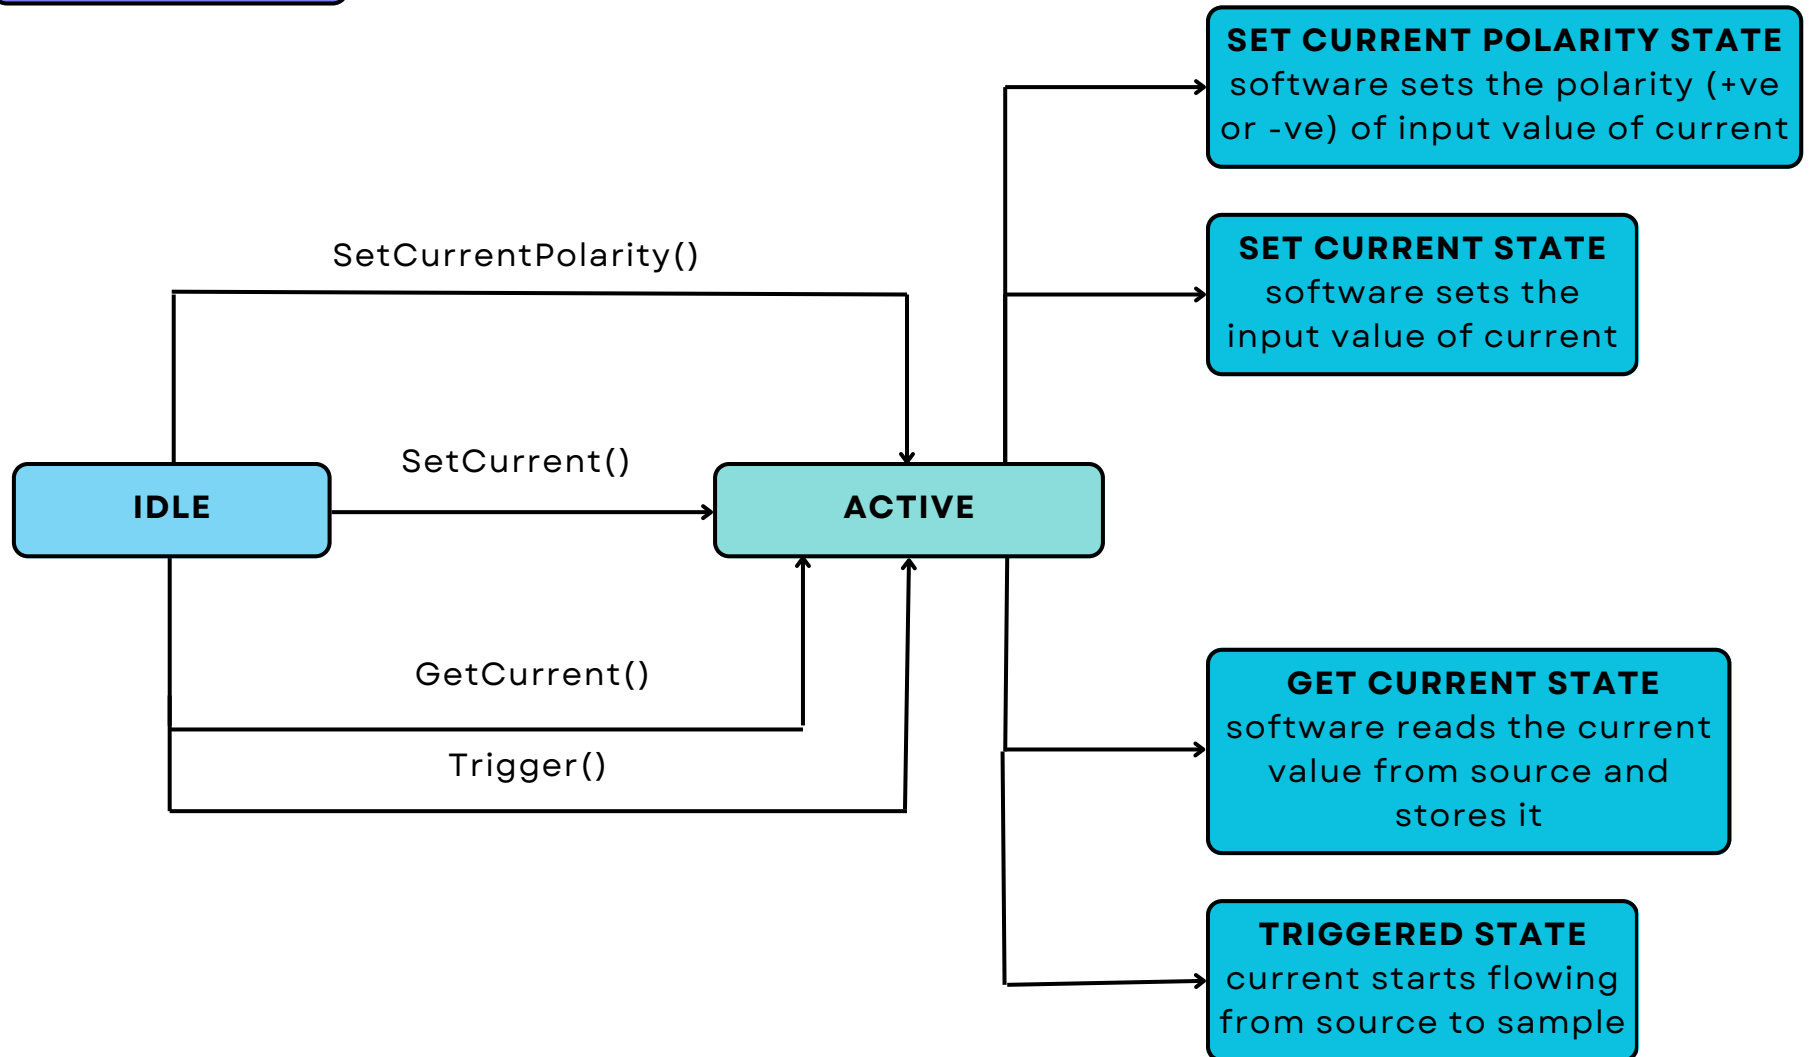 SET CURRENT POLARITY STATE
software sets the polarity (+ve
or -ve) of input value of current
SET CURRENT STATE
software sets the
input value of current
SetCurrentPolarity()
SetCurrent()
IDLE
ACTIVE
GetCurrent()
Trigger()
GET CURRENT STATE
software reads the current
value from source and
stores it
TRIGGERED STATE
current starts flowing
from source to sample